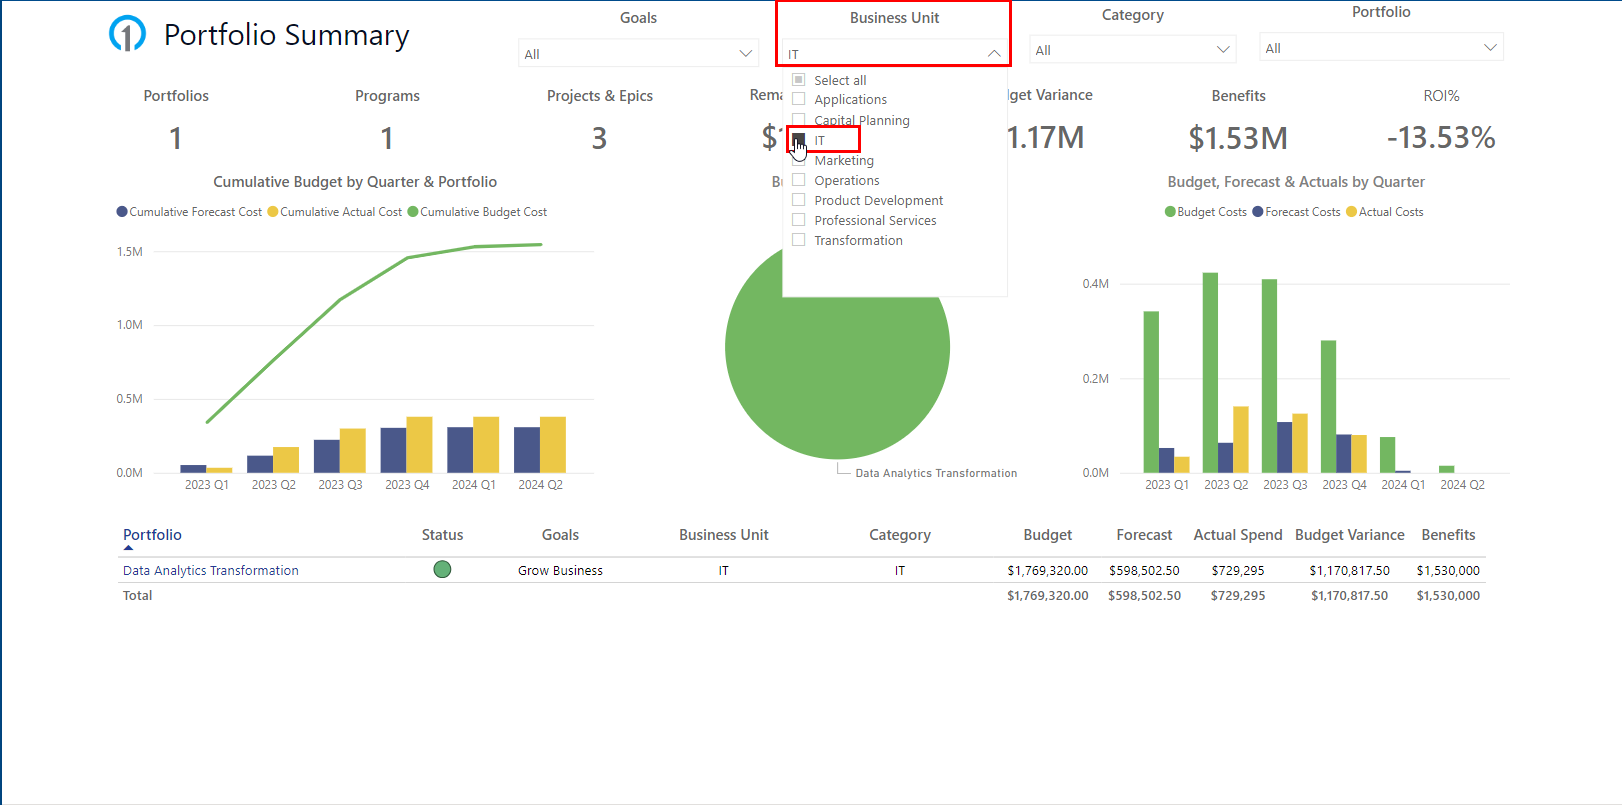 Portfolio Summary
Goals
Business Unit
Category
Portfolio
All
IT
All
All
Select all
Applications
Capital Planning
IT
Marketing
Operations
Product Development
Professional Services
Transformation
Portfolios
Programs
Projects & Epics
Variance
Benefits
ROI%
1
1
3
1.17M
$1.53M
-13.53%
Cumulative Budget by Quarter & Portfolio
Cumulative Forecast Cost
Cumulative Actual Cost
Cumulative Budget Cost
1.5M
1.0M
0.5M
0.0M
2023 Q1
2023 Q2
2023 Q3
2023 Q4
2024 Q1
2024 Q2
Data Analytics Transformation
Budget, Forecast & Actuals by Quarter
Budget Costs
Forecast Costs
Actual Costs
0.4M
0.2M
0.0M
2023 Q1
2023 Q2
2023 Q3
2023 Q4
2024 Q1
2024 Q2
Portfolio Status Goals Business Unit Category Budget Forecast Actual Spend Budget Variance Benefits
Data Analytics Transformation Grow Business IT IT $1,769,320.00 $598,502.50 $729,295 $1,170,817.50 $1,530,000
Total $1,769,320.00 $598,502.50 $729,295 $1,170,817.50 $1,530,000